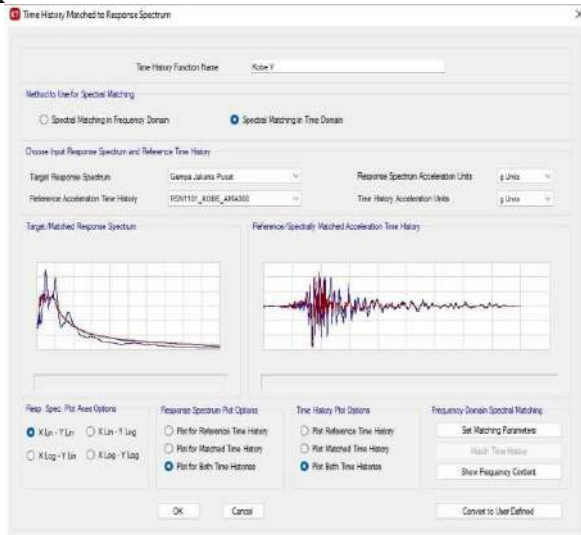 Time History Matched to Response Spectrum
Time History Function Name Kobe Y
Method to Use for Spectral Matching
Spectral Matching in Frequency Domain Spectral Matching in Time Domain
Choose Input Response Spectrum and Reference Time History
Target Response Spectrum Gempa Jakarta Pusat Response Spectrum Acceleration Units g Units
Reference Acceleration Time History RSN1101_KOBE_AMA000 Time History Acceleration Units g Units
Target/Matched Response Spectrum Reference/Spectrally Matched Acceleration Time History
Resp. Spec. Plot Axes Options Response Spectrum Plot Options Time History Plot Options Frequency Domain Spectral Matching
X Lin - Y Lin X Lin - Y Log Plot for Reference Time History Plot Reference Time History Set Matching Parameters
X Log - Y Lin X Log - Y Log Plot for Matched Time History Plot Matched Time History Match Time History
Plot for Both Time Histories Plot Both Time Histories Show Frequency Content
OK Cancel Convert to User Defined